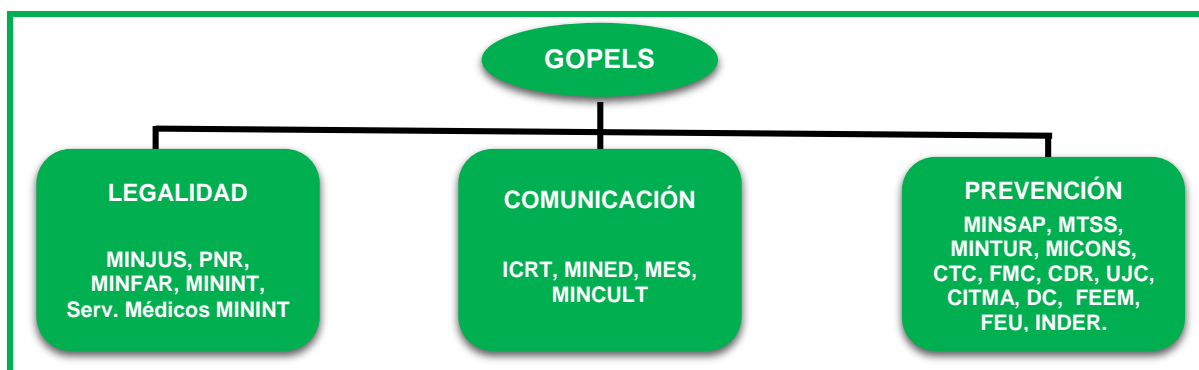 GOPELS
LEGALIDAD
MINJUS, PNR,
MINFAR, MININT,
Serv. Médicos MININT
COMUNICACIÓN
ICRT, MINED, MES,
MINCULT
PREVENCIÓN
MINSAP, MTSS,
MINTUR, MICONS,
CTC, FMC, CDR, UJC,
CITMA, DC, FEEM,
FEU, INDER.